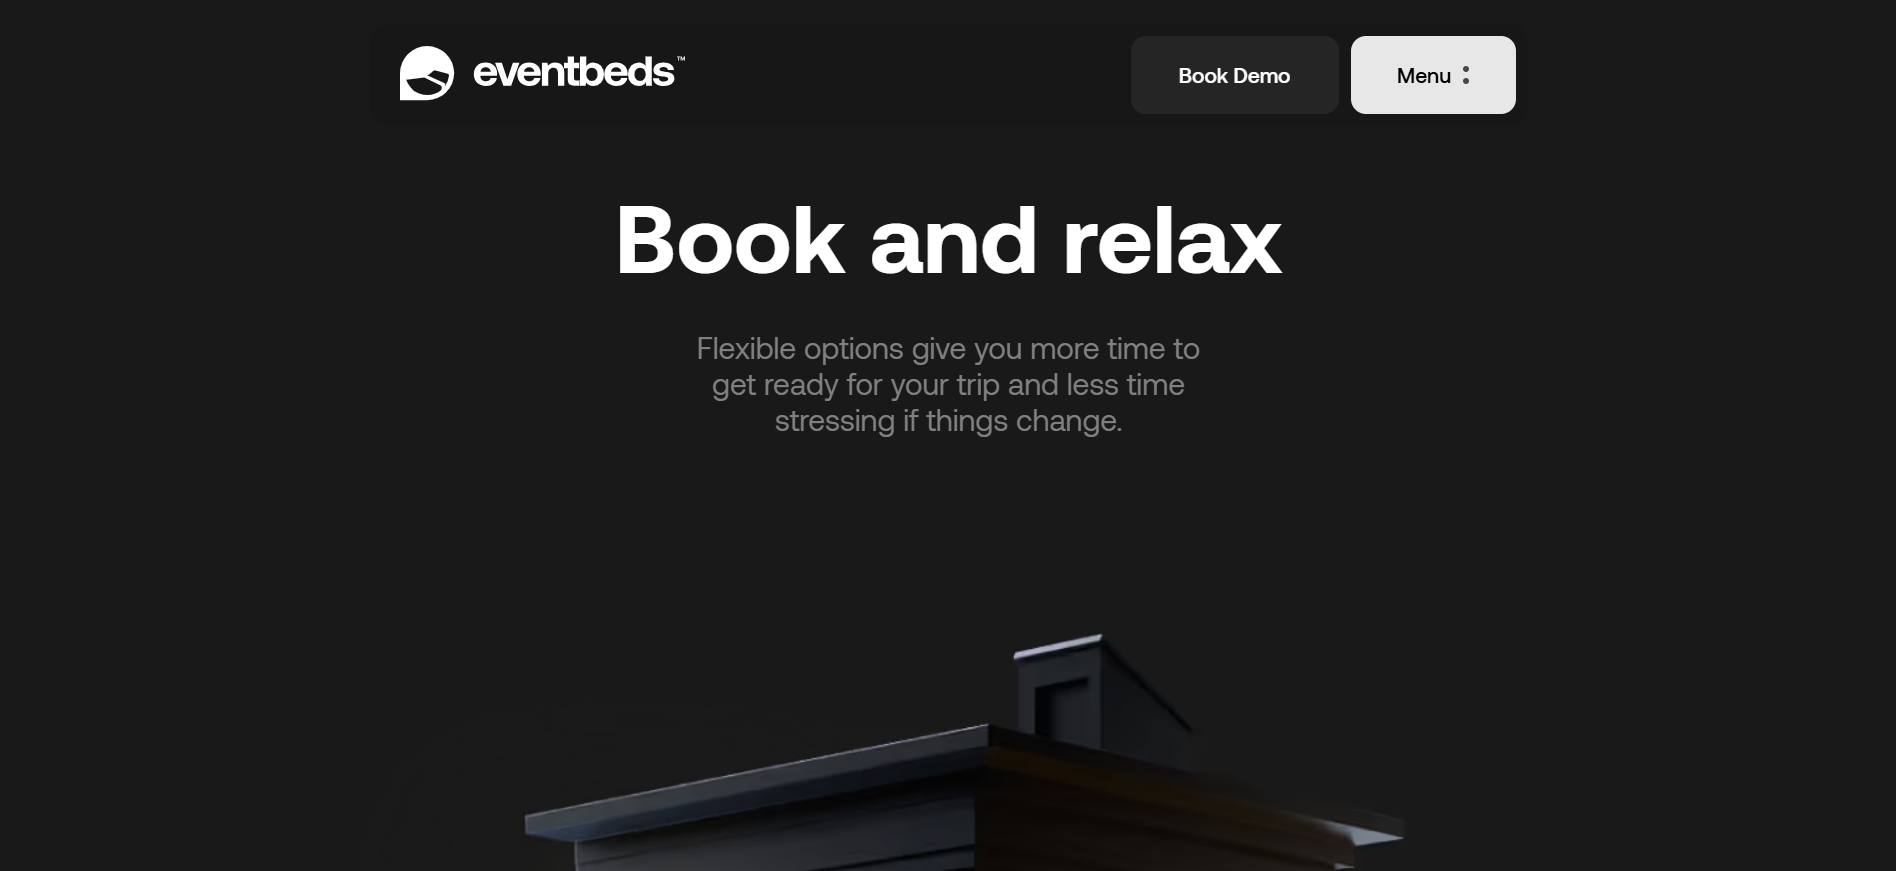 eventbeds™
Book Demo
Menu
Book and relax
Flexible options give you more time to
get ready for your trip and less time
stressing if things change.